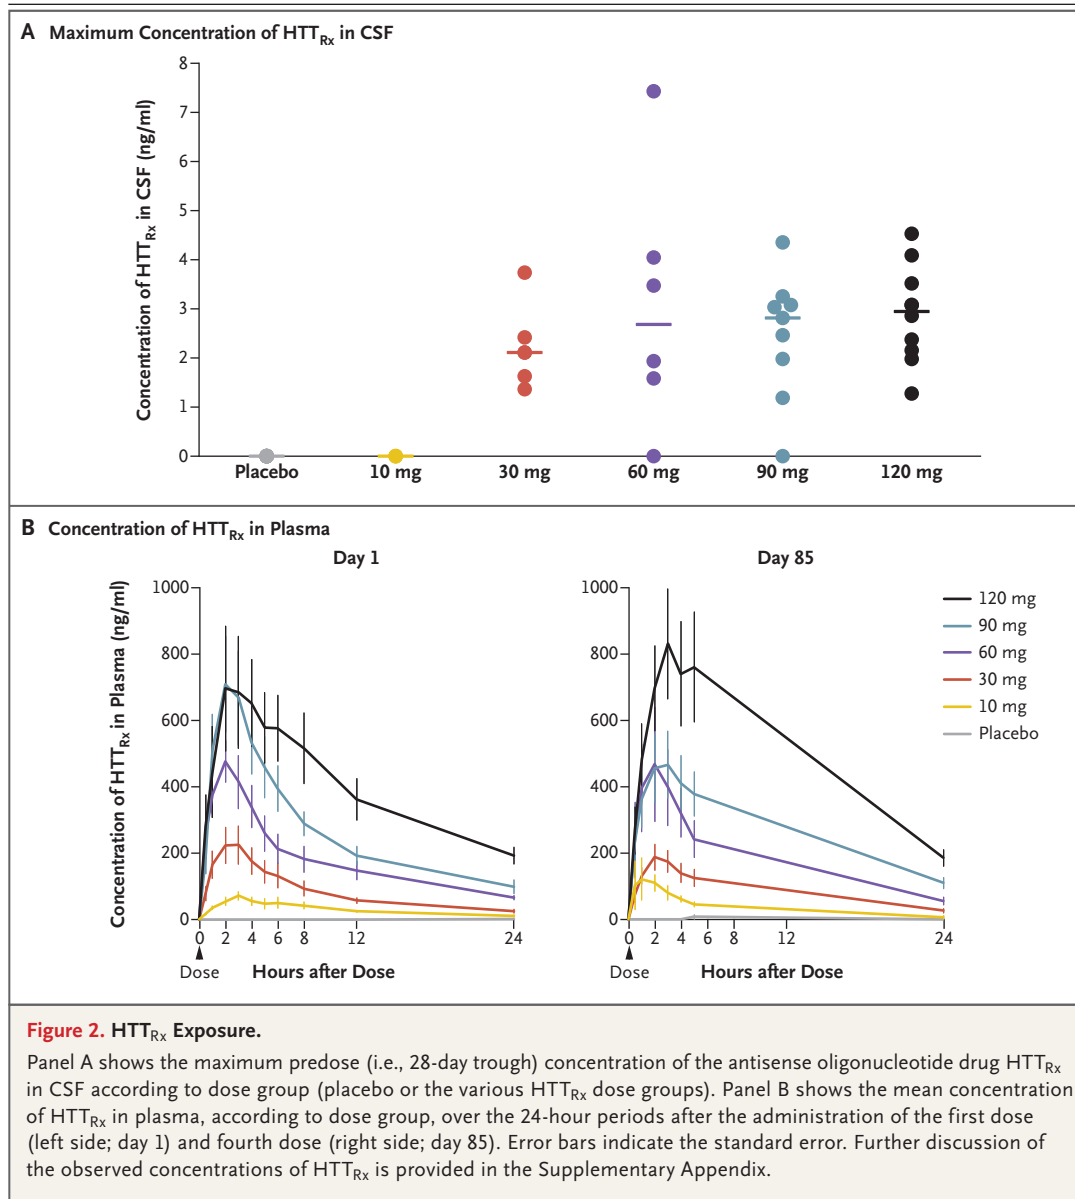 A Maximum Concentration of HTTRx in CSF
Concentration of HTTRx in CSF (ng/ml)
8
7
6
5
4
3
2
1
0
Placebo 10 mg 30 mg 60 mg 90 mg 120 mg
B Concentration of HTTRx in Plasma
Day 1
Day 85
Concentration of HTTRx in Plasma (ng/ml)
1000
800
600
400
200
0
0 2 4 6 8 12 24
Dose
Hours after Dose
1000
800
600
400
200
0
0 2 4 6 8 12 24
Dose
Hours after Dose
120 mg
90 mg
60 mg
30 mg
10 mg
Placebo
Figure 2. HTTRx Exposure.
Panel A shows the maximum predose (i.e., 28-day trough) concentration of the antisense oligonucleotide drug HTTRx
in CSF according to dose group (placebo or the various HTTRx dose groups). Panel B shows the mean concentration
of HTTRx in plasma, according to dose group, over the 24-hour periods after the administration of the first dose
(left side; day 1) and fourth dose (right side; day 85). Error bars indicate the standard error. Further discussion of
the observed concentrations of HTTRx is provided in the Supplementary Appendix.